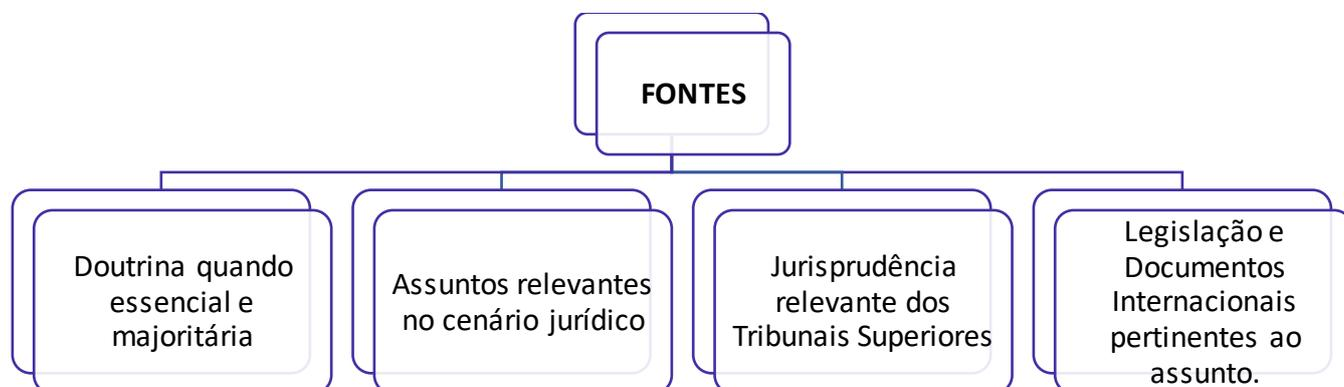 FONTES
Doutrina quando
essencial e
majoritária
Assuntos relevantes
no cenário jurídico
Jurisprudência
relevante dos
Tribunais Superiores
Legislação e
Documentos
Internacionais
pertinentes ao
assunto.